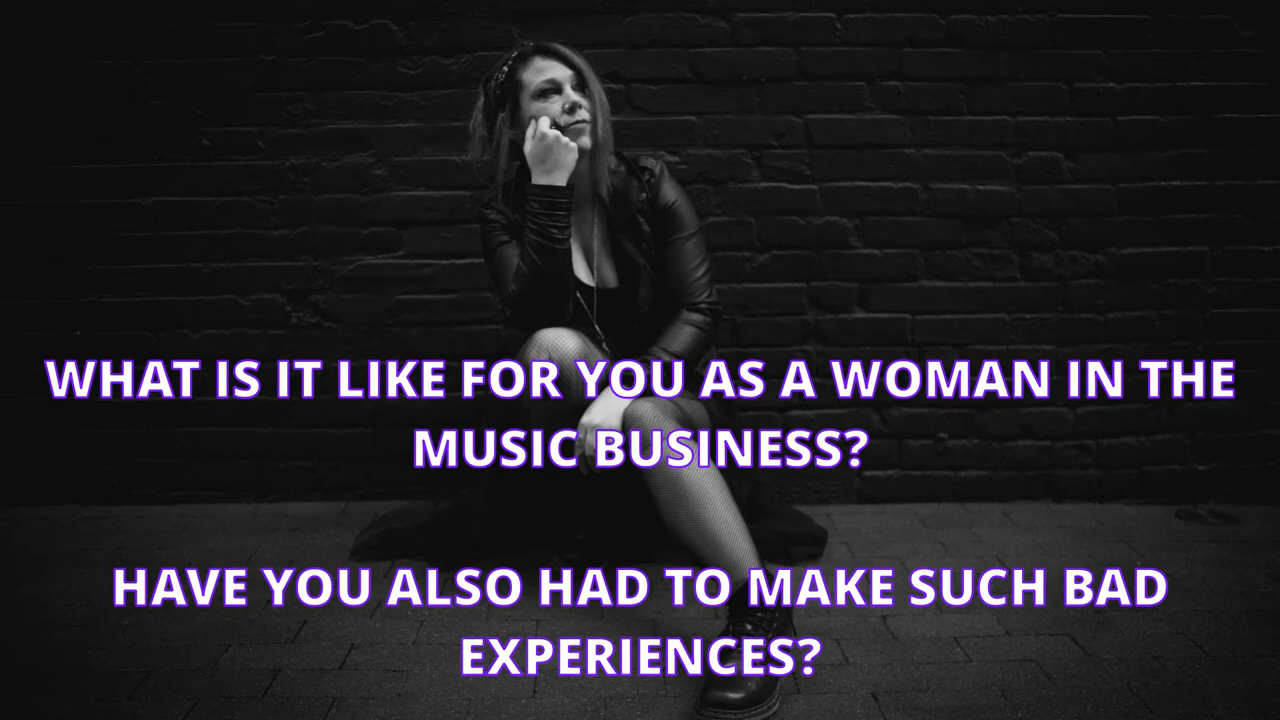 WHAT IS IT LIKE FOR YOU AS A WOMAN IN THE
MUSIC BUSINESS?
HAVE YOU ALSO HAD TO MAKE SUCH BAD
EXPERIENCES?